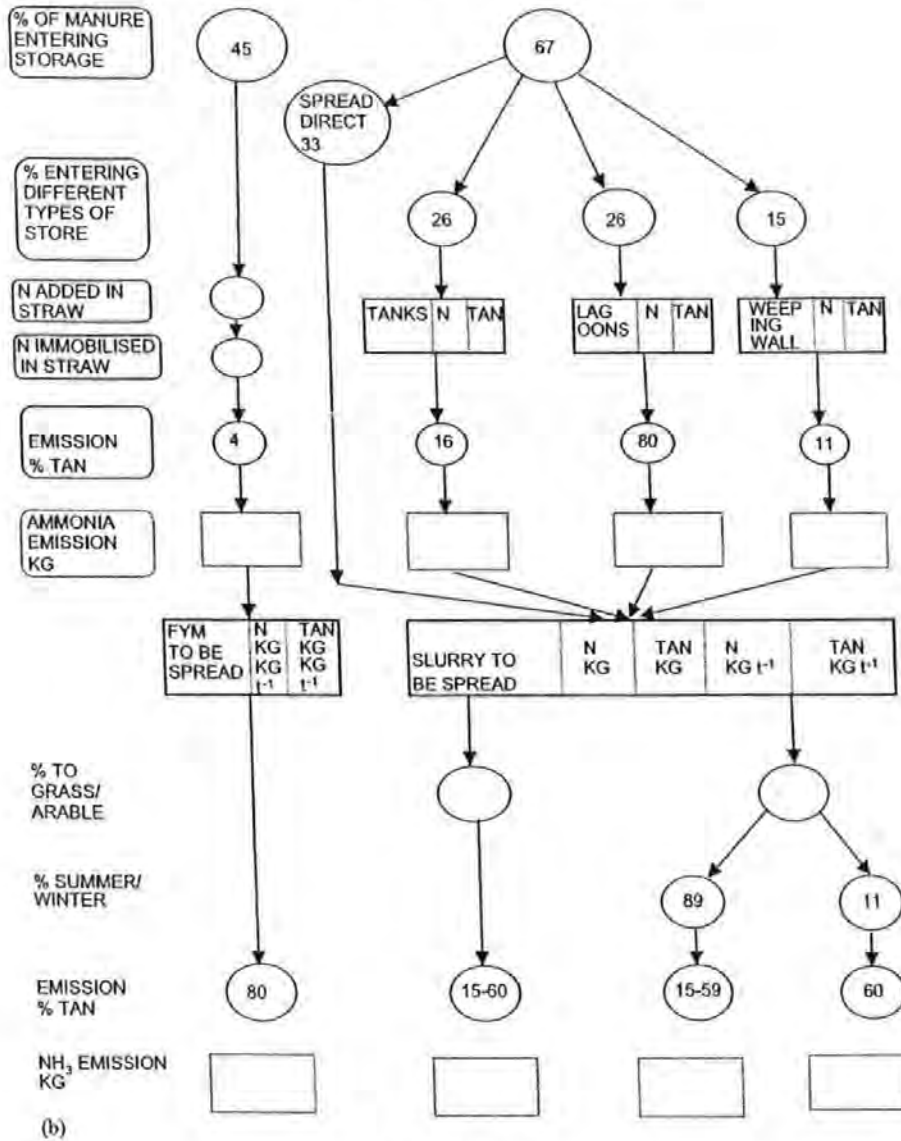 % OF MANURE
ENTERING
STORAGE
45
67
SPREAD
DIRECT
33
% ENTERING
DIFFERENT
TYPES OF
STORE
26
26
15
N ADDED IN
STRAW
TANKS N TAN
LAG
OONS
N TAN
WEEP
ING
WALL
N TAN
N IMMOBILISED
IN STRAW
EMISSION
% TAN
4
16
80
11
AMMONIA
EMISSION
KG
FYM
TO BE
SPREAD
N
KG
KG
t-1
TAN
KG
KG
t-1
SLURRY TO
BE SPREAD
N
KG
TAN
KG
N
KG t-1
TAN
KG t-1
% TO
GRASS/
ARABLE
% SUMMER/
WINTER
89
11
EMISSION
% TAN
80
15-60
15-59
60
NH3 EMISSION
KG
(b)